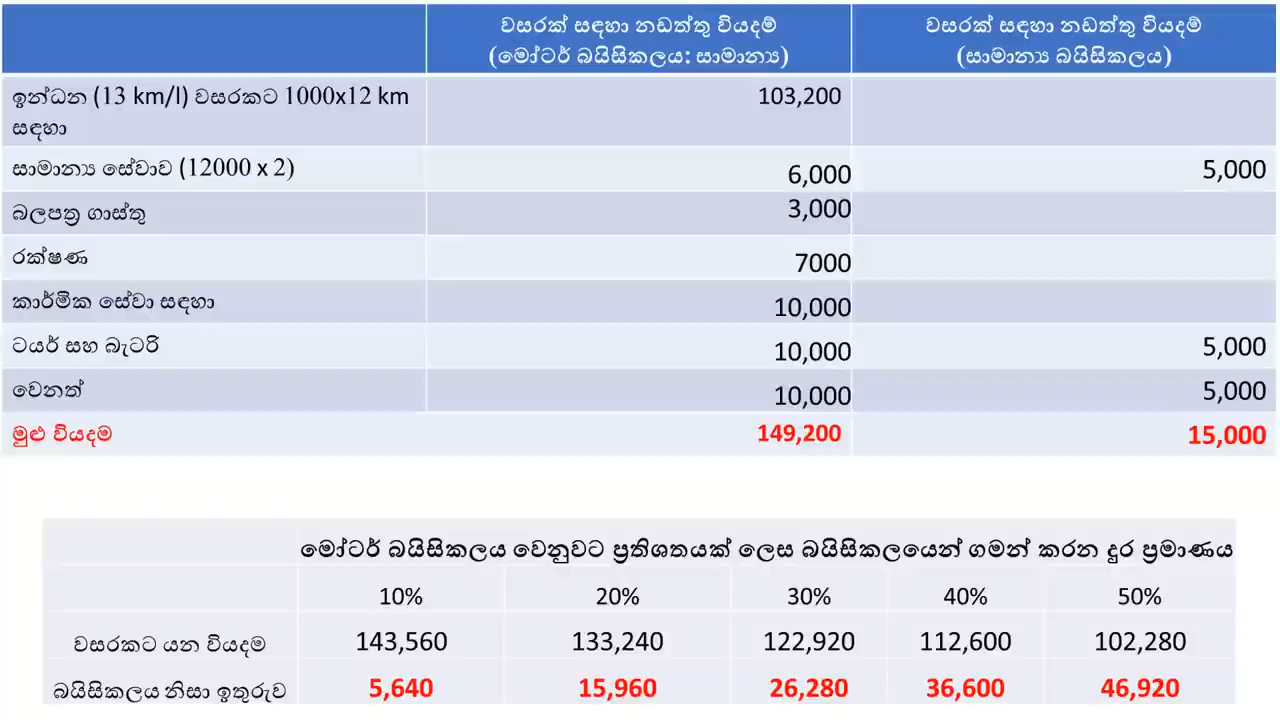 වසරක් සඳහා නඩත්තු වියදම් වසරක් සඳහා නඩත්තු වියදම්
(මෝටර් බයිසිකලය: සාමාන්‍ය) (සාමාන්‍ය බයිසිකලය)
ඉන්ධන (13 km/l) වසරකට 1000x12 km 103,200
සඳහා
සාමාන්‍ය සේවාව (12000 x 2) 6,000 5,000
බලපත්‍ර ගාස්තු 3,000
රක්ෂණ 7000
කාර්මික සේවා සඳහා 10,000
ටයර් සහ බැටරි 10,000 5,000
වෙනත් 10,000 5,000
මුළු වියදම 149,200 15,000
මෝටර් බයිසිකලය වෙනුවට ප්‍රතිශතයක් ලෙස බයිසිකලයෙන් ගමන් කරන දුර ප්‍රමාණය
10% 20% 30% 40% 50%
වසරකට යන වියදම 143,560 133,240 122,920 112,600 102,280
බයිසිකලය නිසා ඉතුරුව 5,640 15,960 26,280 36,600 46,920